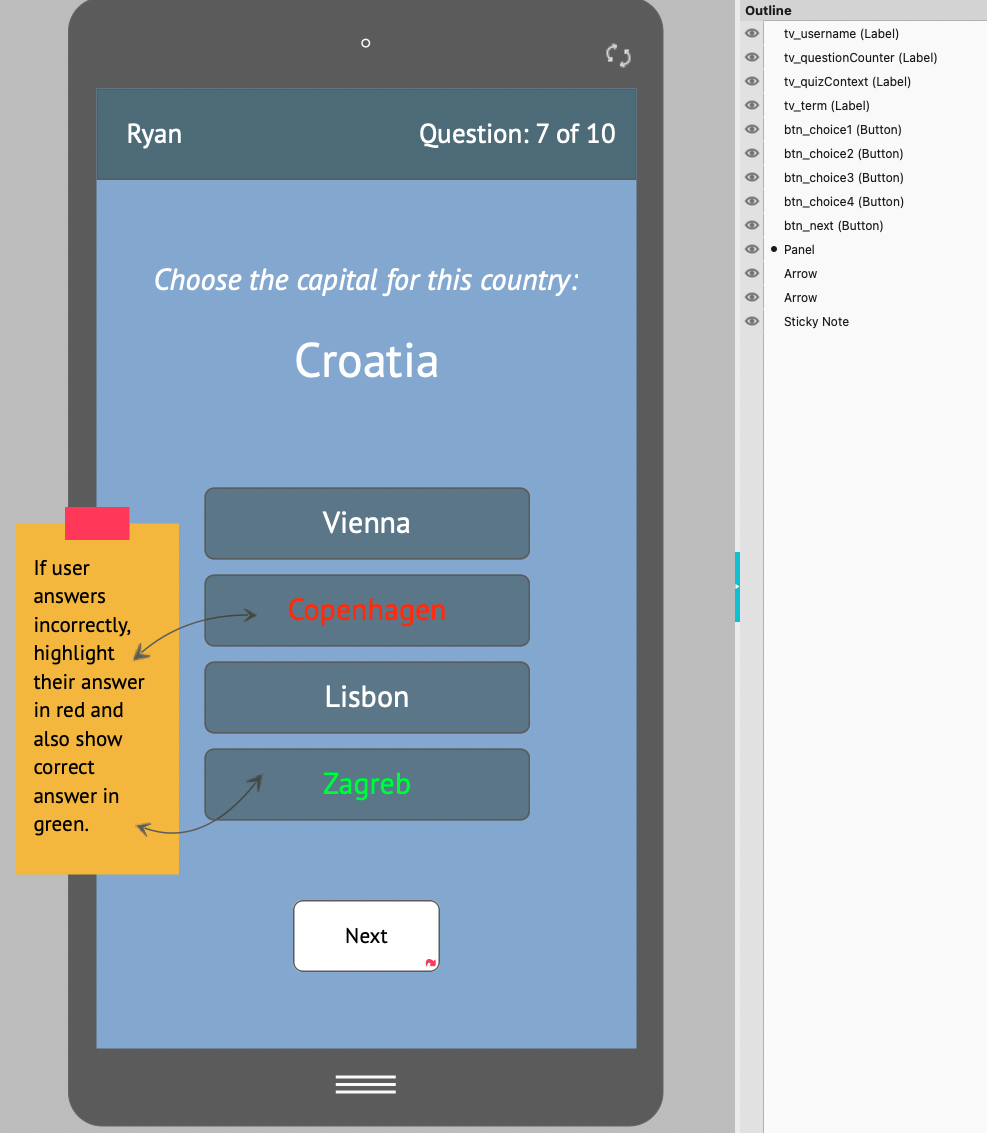 Outline
tv_username (Label)
tv_questionCounter (Label)
tv_quizContext (Label)
tv_term (Label)
btn_choice1 (Button)
btn_choice2 (Button)
btn_choice3 (Button)
btn_choice4 (Button)
btn_next (Button)
Panel
Arrow
Arrow
Sticky Note
Ryan
Question: 7 of 10
Choose the capital for this country:
Croatia
Vienna
Copenhagen
Lisbon
Zagreb
Next
If user
answers
incorrectly,
highlight
their answer
in red and
also show
correct
answer in
green.